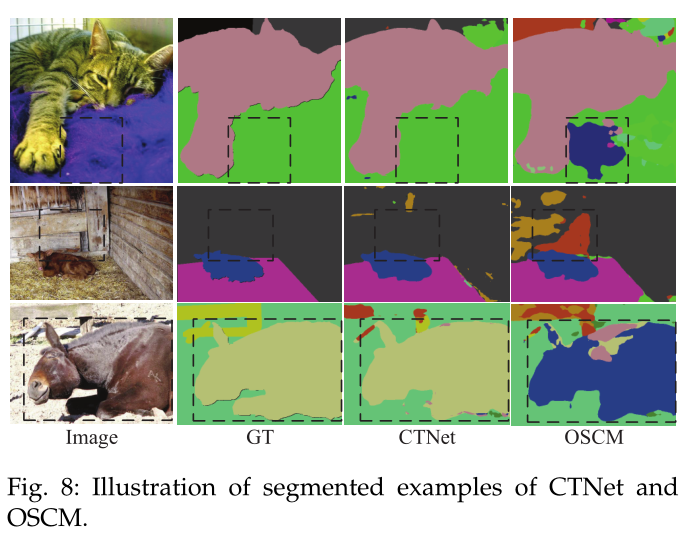 Image GT CTNet OSCM
Fig. 8: Illustration of segmented examples of CTNet and
OSCM.